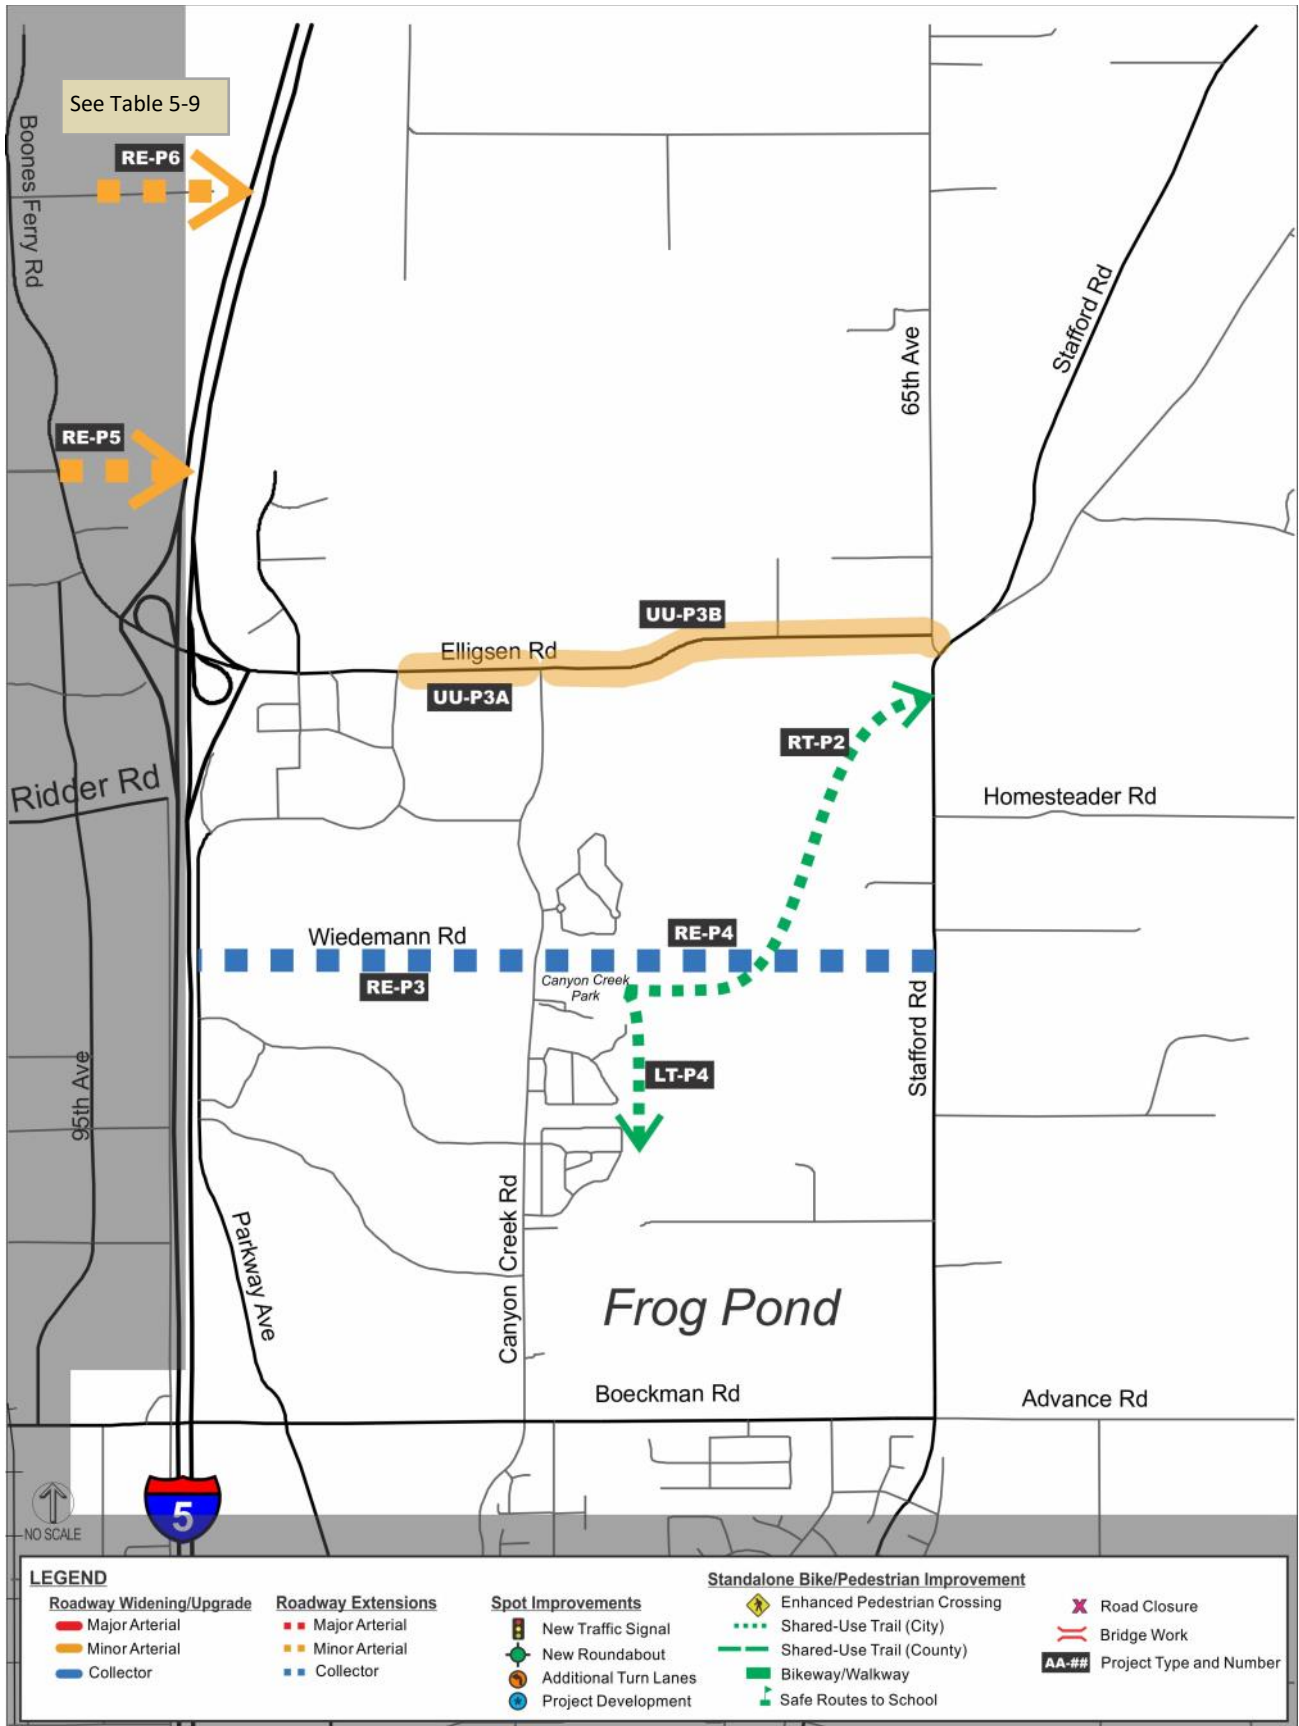 See Table 5-9
RE-P6
Boones Ferry Rd
Stafford Rd
65th Ave
RE-P5
UU-P3B
Elligsen Rd
UU-P3A
RT-P2
Ridder Rd
Homesteader Rd
RE-P4
Wiedemann Rd
RE-P3
Canyon Creek
Park
Stafford Rd
LT-P4
95th Ave
Canyon Creek Rd
Parkway Ave
Frog Pond
Boeckman Rd
Advance Rd
5
NO SCALE
LEGEND
Roadway Widening/Upgrade
Major Arterial
Minor Arterial
Collector
Roadway Extensions
Major Arterial
Minor Arterial
Collector
Spot Improvements
New Traffic Signal
New Roundabout
Additional Turn Lanes
Project Development
Standalone Bike/Pedestrian Improvement
Enhanced Pedestrian Crossing
Shared-Use Trail (City)
Shared-Use Trail (County)
Bikeway/Walkway
Safe Routes to School
X Road Closure
Bridge Work
AA-## Project Type and Number